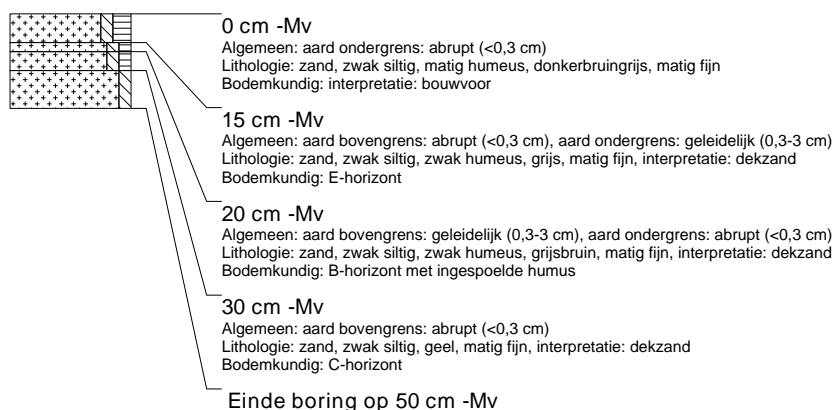 0 cm -Mv
Algemeen: aard ondergrens: abrupt (<0,3 cm)
Lithologie: zand, zwak siltig, matig humeus, donkerbruingrijs, matig fijn
Bodemkundig: interpretatie: bouwvoor
15 cm -Mv
Algemeen: aard bovengrens: abrupt (<0,3 cm), aard ondergrens: geleidelijk (0,3-3 cm)
Lithologie: zand, zwak siltig, zwak humeus, grijs, matig fijn, interpretatie: dekzand
Bodemkundig: E-horizont
20 cm -Mv
Algemeen: aard bovengrens: geleidelijk (0,3-3 cm), aard ondergrens: abrupt (<0,3 cm)
Lithologie: zand, zwak siltig, zwak humeus, grijsbruin, matig fijn, interpretatie: dekzand
Bodemkundig: B-horizont met ingespoelde humus
30 cm -Mv
Algemeen: aard bovengrens: abrupt (<0,3 cm)
Lithologie: zand, zwak siltig, geel, matig fijn, interpretatie: dekzand
Bodemkundig: C-horizont
Einde boring op 50 cm -Mv